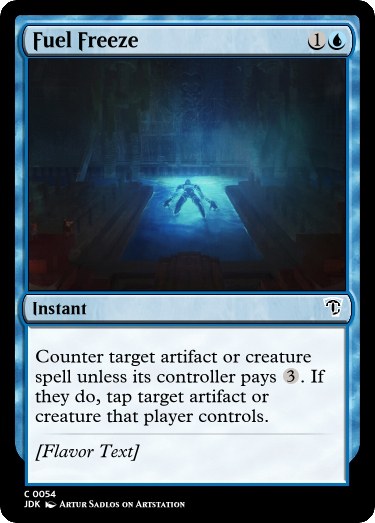 Fuel Freeze 1
Instant
Counter target artifact or creature
spell unless its controller pays 3. If
they do, tap target artifact or
creature that player controls.
[Flavor Text]
C 0054
JDK Artur Sadlos on Artstation